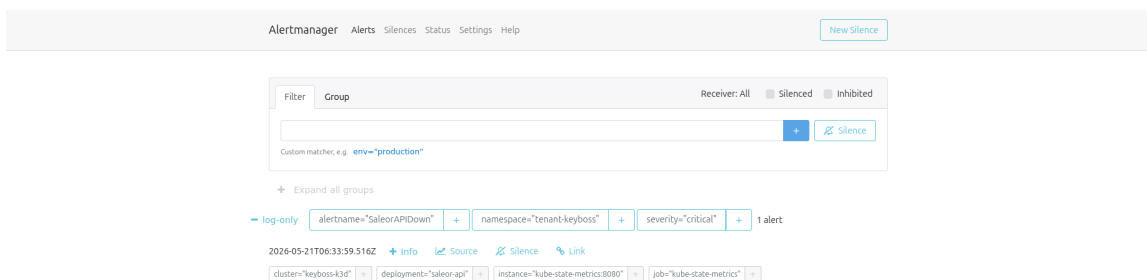 Alertmanager Alerts Silences Status Settings Help New Silence
Filter Group Receiver: All Silenced Inhibited
+ Silence
Custom matcher, e.g. env="production"
+ Expand all groups
− log-only alertname="SaleorAPIDown" + namespace="tenant-keyboss" + severity="critical" + 1 alert
2026-05-21T06:33:59.516Z + Info Source Silence Link
cluster="keyboss-k3d" + deployment="saleor-api" + instance="kube-state-metrics:8080" + job="kube-state-metrics" +